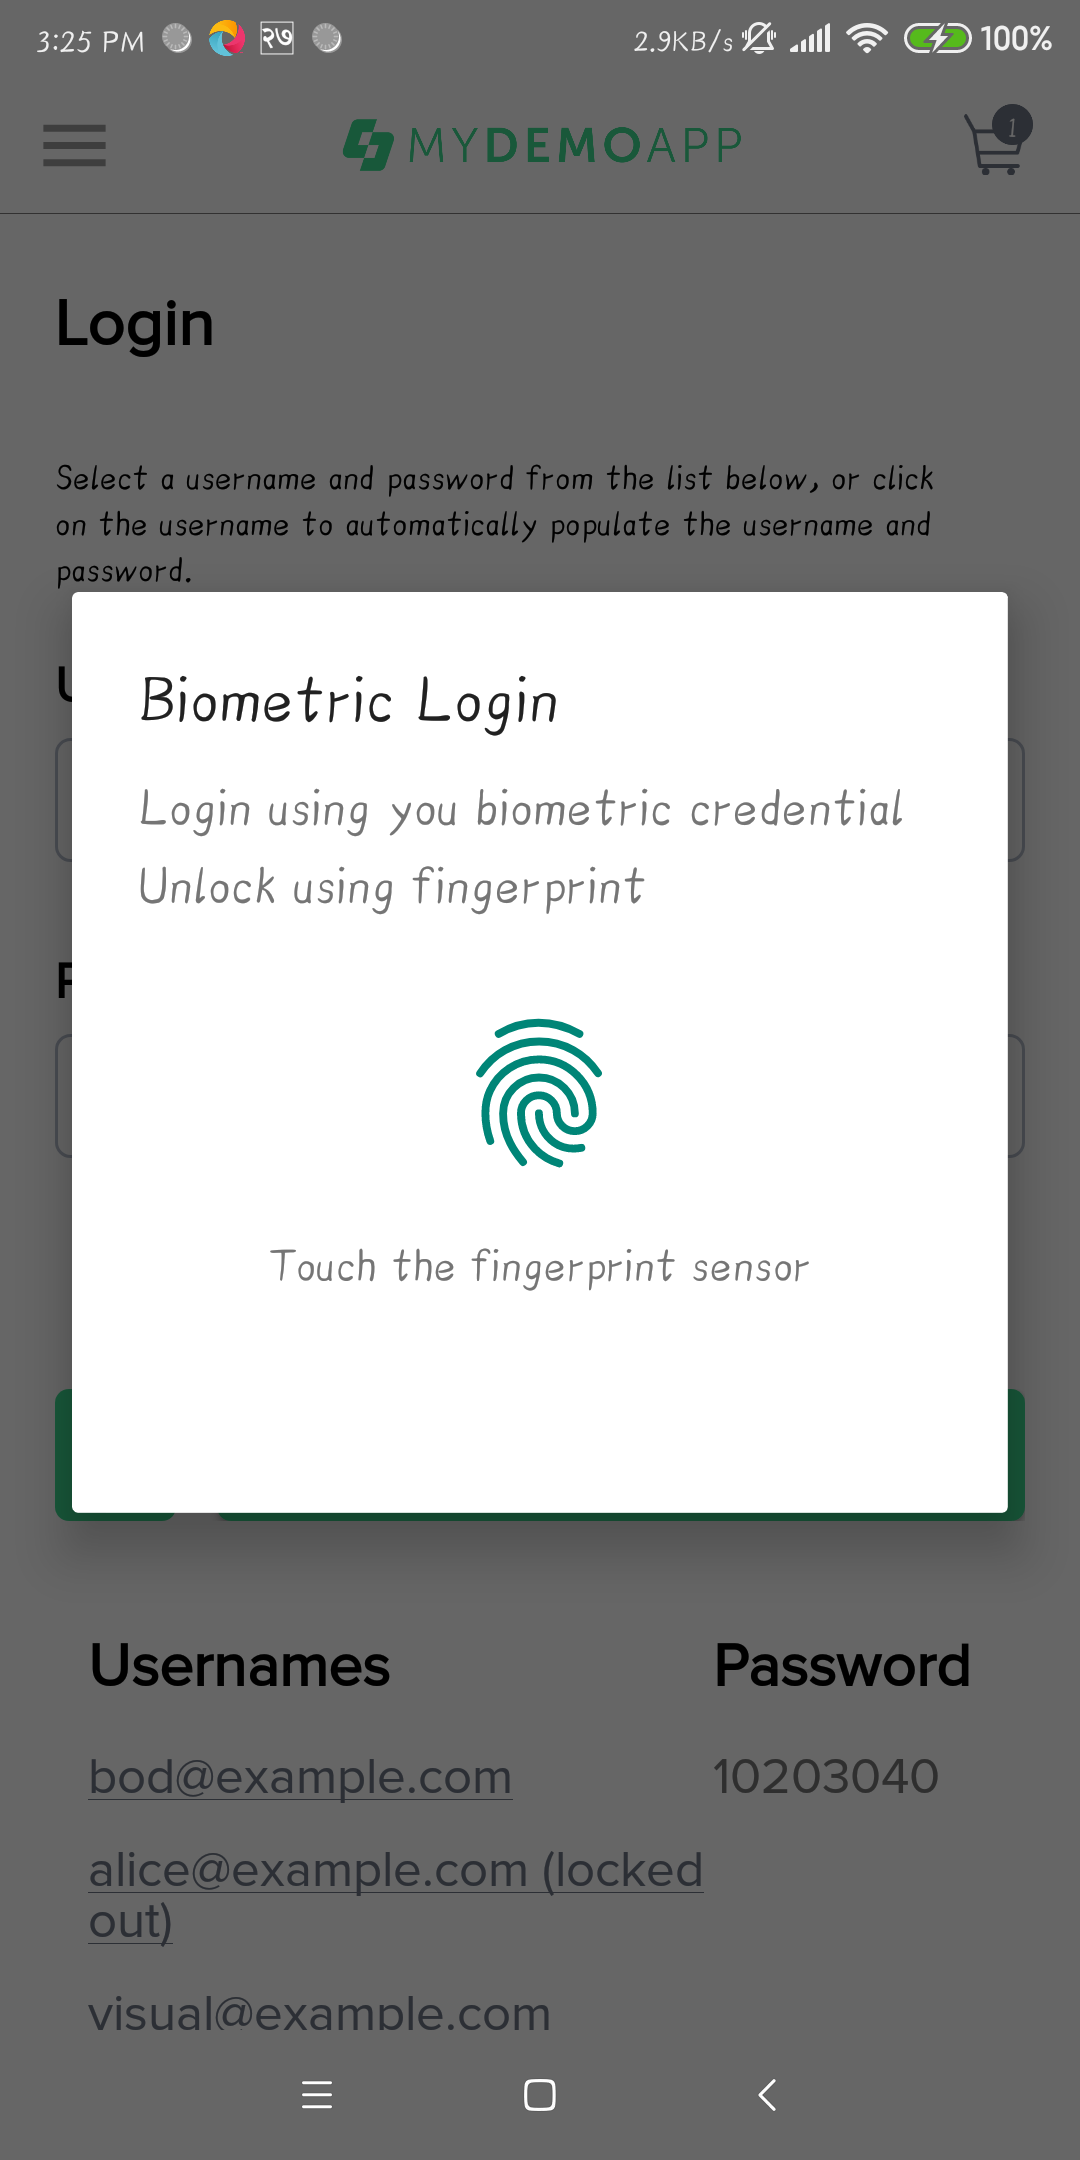 3:25 PM २७ 2.9KB/s 100%
MYDEMOAPP 1
Login
Select a username and password from the list below, or click
on the username to automatically populate the username and
password.
Biometric Login
Login using you biometric credential
Unlock using fingerprint
Touch the fingerprint sensor
Usernames Password
bod@example.com 10203040
alice@example.com (locked
out)
visual@example.com